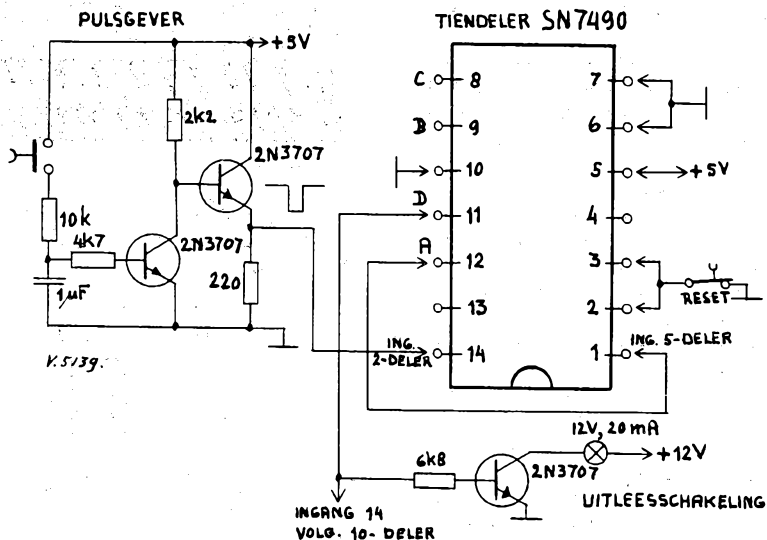 PULSGEVER
+5V
2k2
2N3707
10k
4k7
2N3707
1µF
220
V.5139.
TIENDELER SN7490
C 8
B 9
10
D 11
A 12
13
ING. 2-DELER 14
7
6
5 +5V
4
3
2
RESET
1 ING. 5-DELER
12V, 20mA
+12V
6k8
2N3707
UITLEESSCHAKELING
INGANG 14
VOLG. 10-DELER